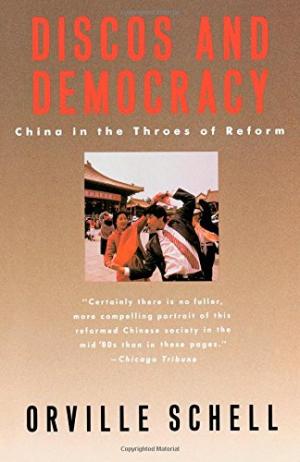 DISCOS AND
DEMOCRACY
China in the Throes of Reform
"Certainly there is no fuller,
more compelling portrait of this
reformed Chinese society in the
mid '80s than in these pages."
—Chicago Tribune
ORVILLE SCHELL